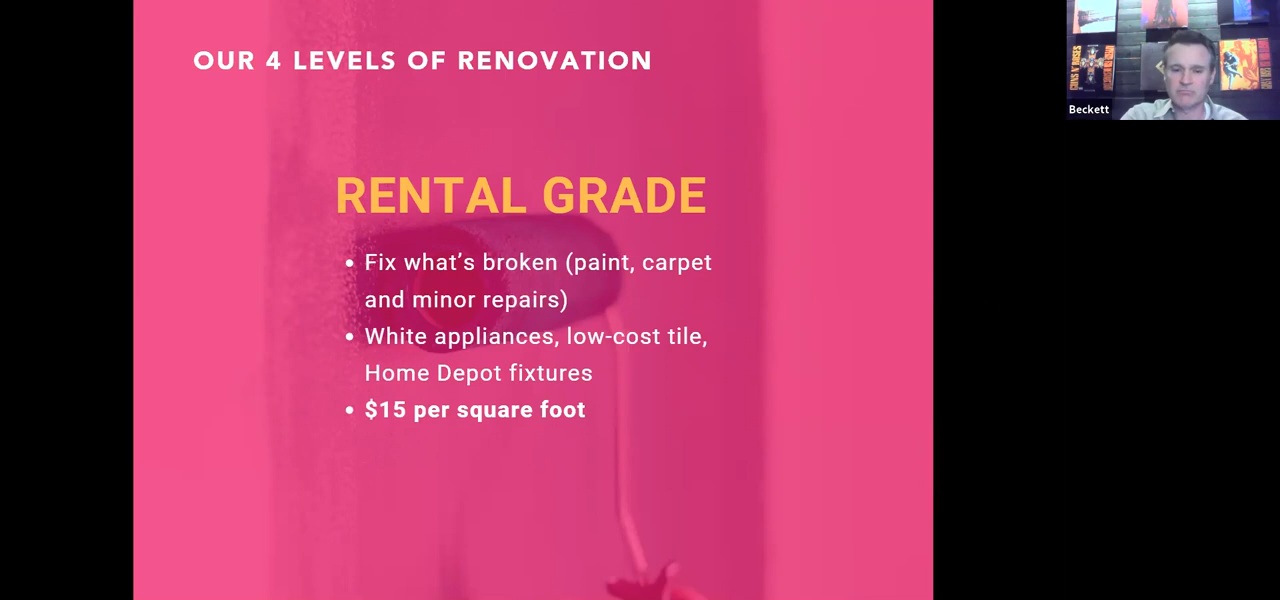 OUR 4 LEVELS OF RENOVATION
RENTAL GRADE
• Fix what’s broken (paint, carpet
and minor repairs)
• White appliances, low-cost tile,
Home Depot fixtures
• $15 per square foot
Beckett